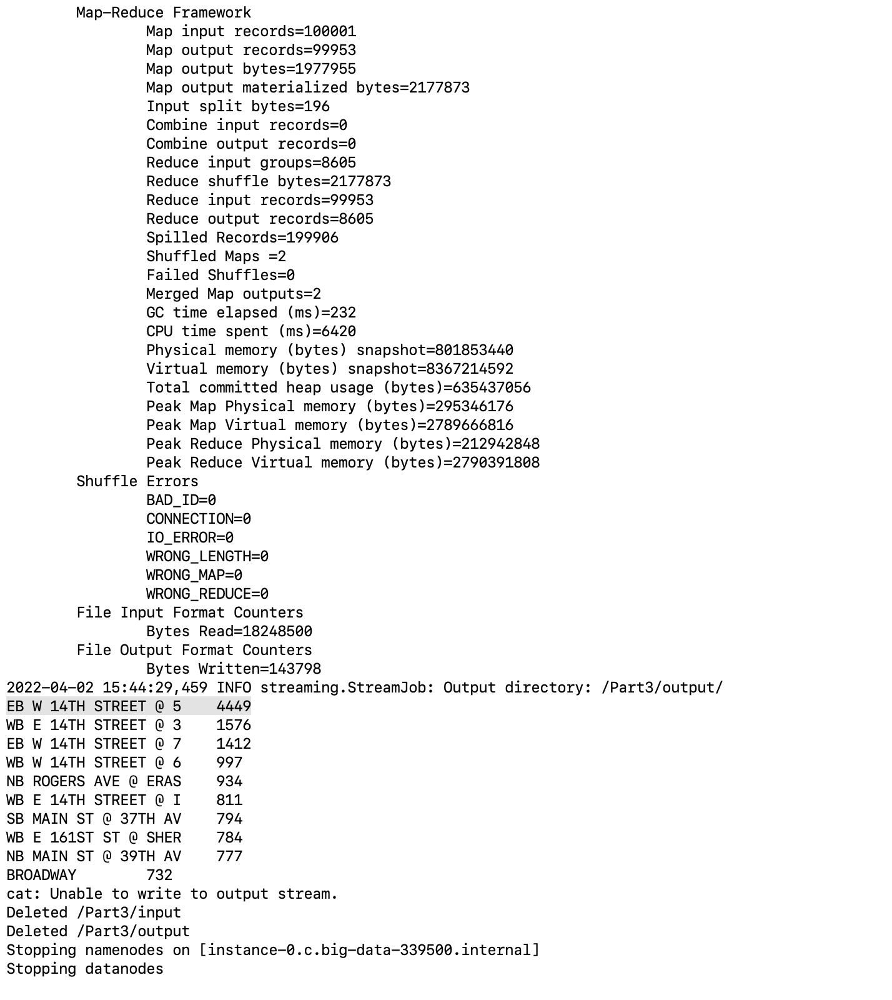 Map-Reduce Framework
Map input records=100001
Map output records=99953
Map output bytes=1977955
Map output materialized bytes=2177873
Input split bytes=196
Combine input records=0
Combine output records=0
Reduce input groups=8605
Reduce shuffle bytes=2177873
Reduce input records=99953
Reduce output records=8605
Spilled Records=199906
Shuffled Maps =2
Failed Shuffles=0
Merged Map outputs=2
GC time elapsed (ms)=232
CPU time spent (ms)=6420
Physical memory (bytes) snapshot=801853440
Virtual memory (bytes) snapshot=8367214592
Total committed heap usage (bytes)=635437056
Peak Map Physical memory (bytes)=295346176
Peak Map Virtual memory (bytes)=2789666816
Peak Reduce Physical memory (bytes)=212942848
Peak Reduce Virtual memory (bytes)=2790391808
Shuffle Errors
BAD_ID=0
CONNECTION=0
IO_ERROR=0
WRONG_LENGTH=0
WRONG_MAP=0
WRONG_REDUCE=0
File Input Format Counters
Bytes Read=18248500
File Output Format Counters
Bytes Written=143798
2022-04-02 15:44:29,459 INFO streaming.StreamJob: Output directory: /Part3/output/
EB W 14TH STREET @ 5    4449
WB E 14TH STREET @ 3    1576
EB W 14TH STREET @ 7    1412
WB W 14TH STREET @ 6    997
NB ROGERS AVE @ ERAS    934
WB E 14TH STREET @ I    811
SB MAIN ST @ 37TH AV    794
WB E 161ST ST @ SHER    784
NB MAIN ST @ 39TH AV    777
BROADWAY        732
cat: Unable to write to output stream.
Deleted /Part3/input
Deleted /Part3/output
Stopping namenodes on [instance-0.c.big-data-339500.internal]
Stopping datanodes